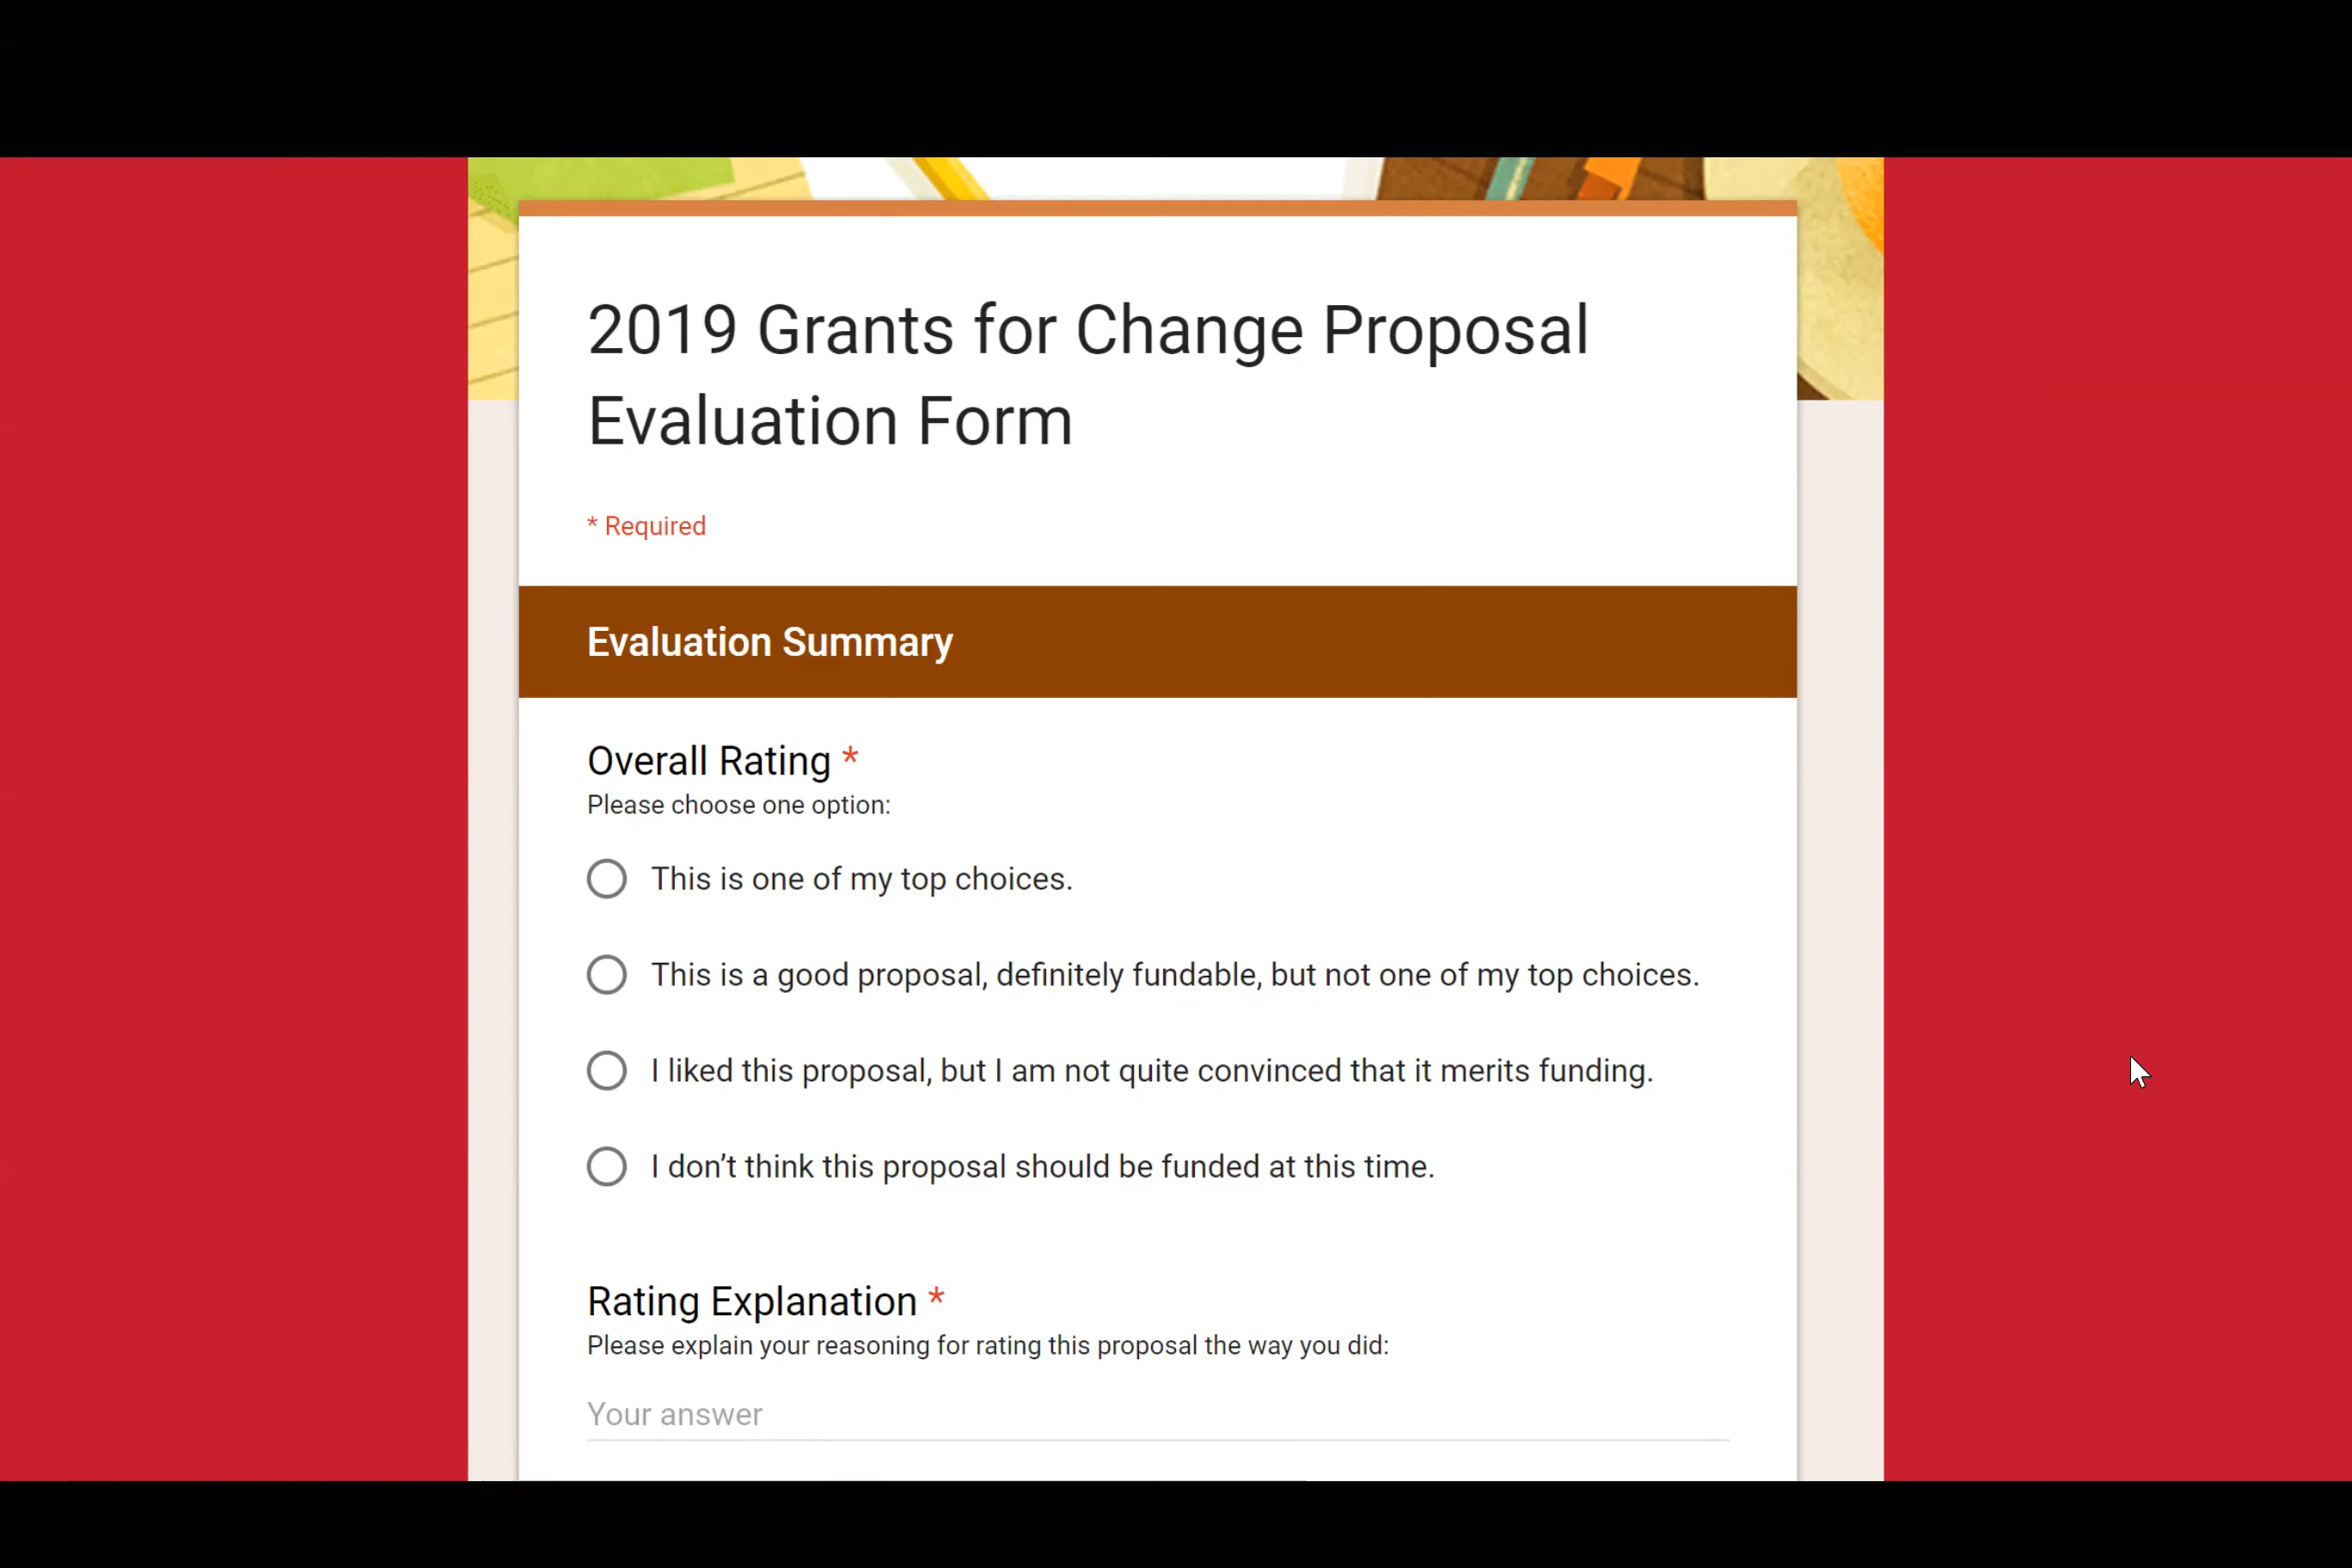 2019 Grants for Change Proposal
Evaluation Form
* Required
Evaluation Summary
Overall Rating *
Please choose one option:
This is one of my top choices.
This is a good proposal, definitely fundable, but not one of my top choices.
I liked this proposal, but I am not quite convinced that it merits funding.
I don’t think this proposal should be funded at this time.
Rating Explanation *
Please explain your reasoning for rating this proposal the way you did:
Your answer